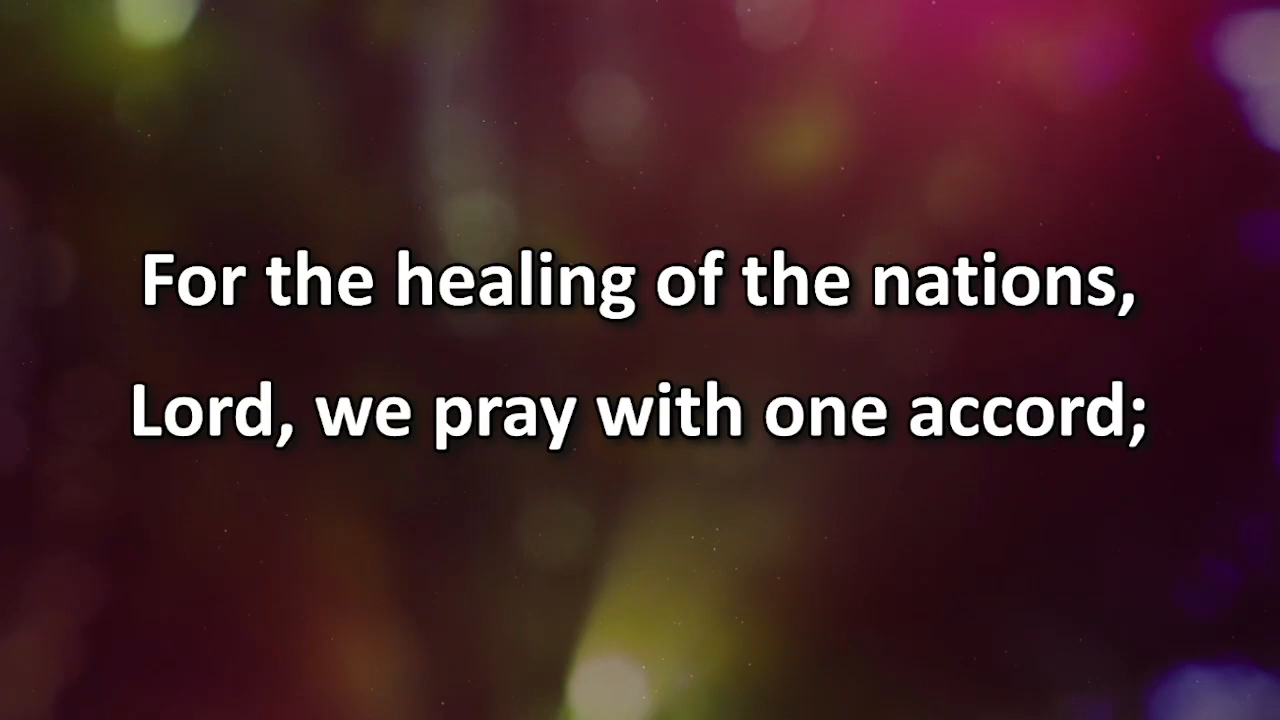 For the healing of the nations,
Lord, we pray with one accord;